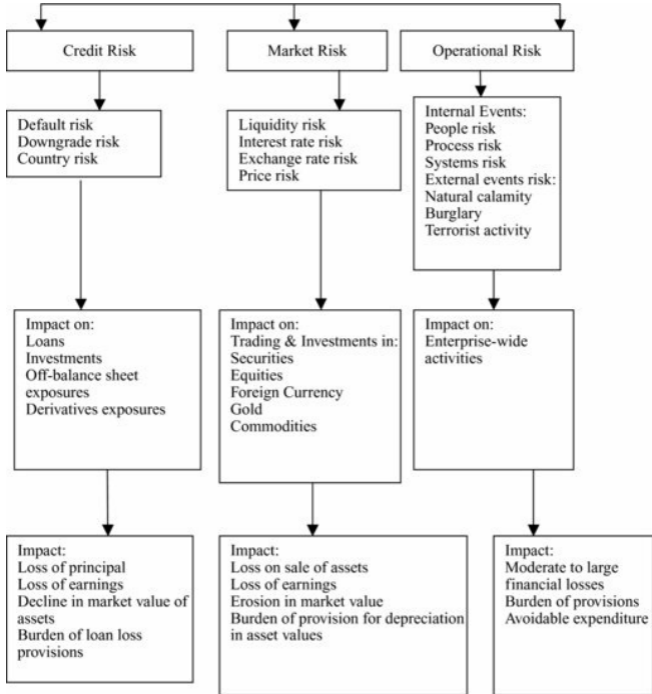 Credit Risk
Market Risk
Operational Risk
Default risk
Downgrade risk
Country risk
Liquidity risk
Interest rate risk
Exchange rate risk
Price risk
Internal Events:
People risk
Process risk
Systems risk
External events risk:
Natural calamity
Burglary
Terrorist activity
Impact on:
Loans
Investments
Off-balance sheet
exposures
Derivatives exposures
Impact on:
Trading & Investments in:
Securities
Equities
Foreign Currency
Gold
Commodities
Impact on:
Enterprise-wide
activities
Impact:
Loss of principal
Loss of earnings
Decline in market value of
assets
Burden of loan loss
provisions
Impact:
Loss on sale of assets
Loss of earnings
Erosion in market value
Burden of provision for depreciation
in asset values
Impact:
Moderate to large
financial losses
Burden of provisions
Avoidable expenditure